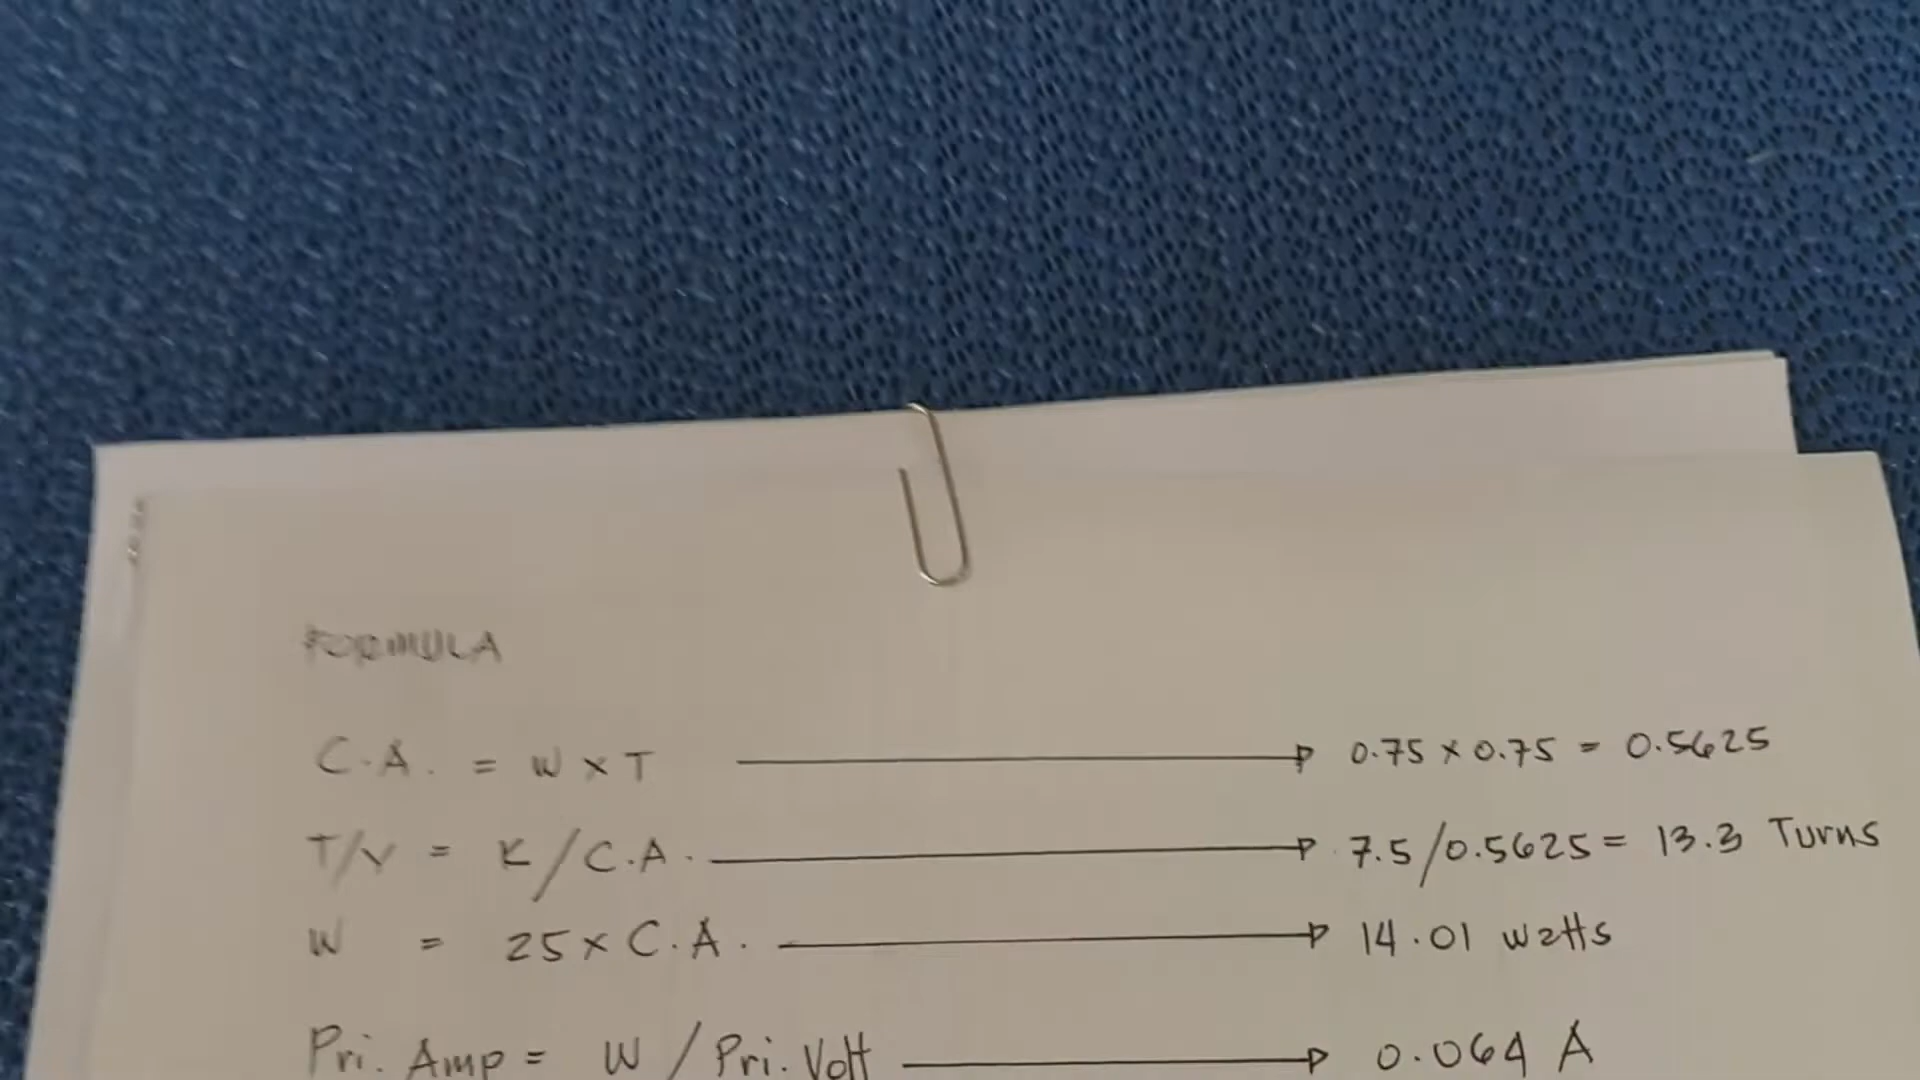 FORMULA
C.A. = W x T → 0.75 x 0.75 = 0.5625
T/V = K/C.A. → 7.5/0.5625 = 13.3 Turns
W = 25 x C.A. → 14.01 watts
Pri. Amp = W / Pri. Volt → 0.064 A